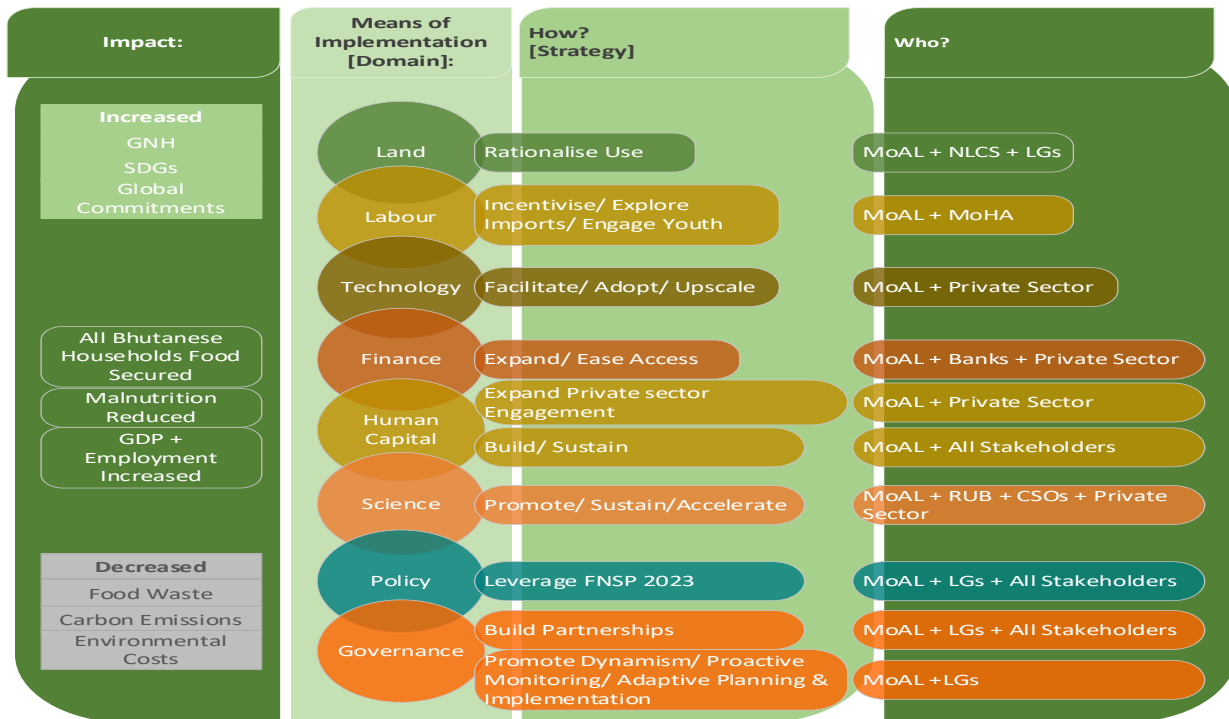 Impact:
Means of
Implementation
[Domain]:
How?
[Strategy]
Who?
Increased
GNH
SDGs
Global
Commitments
All Bhutanese
Households Food
Secured
Malnutrition
Reduced
GDP +
Employment
Increased
Decreased
Food Waste
Carbon Emissions
Environmental
Costs
Land
Rationalise Use
MoAL + NLCS + LGs
Labour
Incentivise/ Explore
Imports/ Engage Youth
MoAL + MoHA
Technology
Facilitate/ Adopt/ Upscale
MoAL + Private Sector
Finance
Expand/ Ease Access
MoAL + Banks + Private Sector
Human
Capital
Expand Private sector
Engagement
MoAL + Private Sector
Build/ Sustain
MoAL + All Stakeholders
Science
Promote/ Sustain/Accelerate
MoAL + RUB + CSOs + Private
Sector
Policy
Leverage FNSP 2023
MoAL + LGs + All Stakeholders
Governance
Build Partnerships
MoAL + LGs + All Stakeholders
Promote Dynamism/ Proactive
Monitoring/ Adaptive Planning &
Implementation
MoAL +LGs